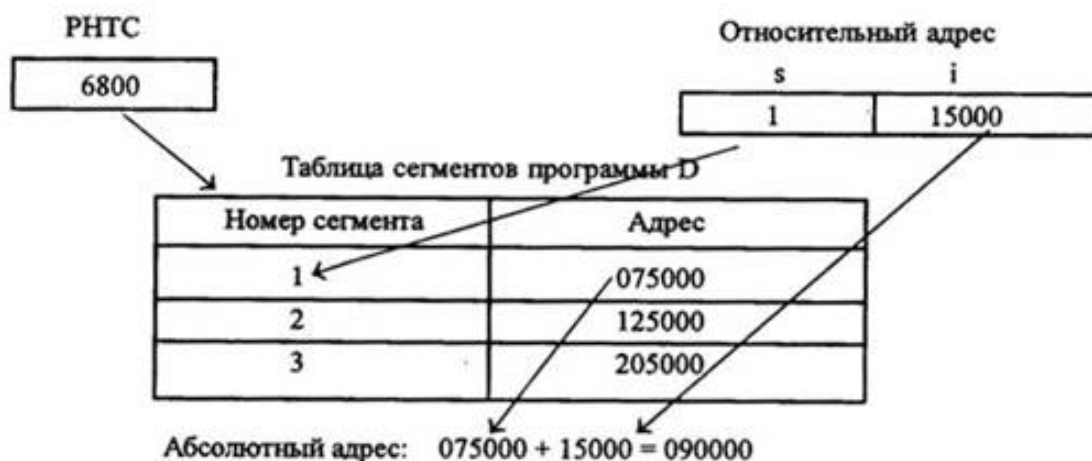 РНТС
6800
Относительный адрес
s i
1 15000
Таблица сегментов программы D
Номер сегмента Адрес
1 075000
2 125000
3 205000
Абсолютный адрес: 075000 + 15000 = 090000